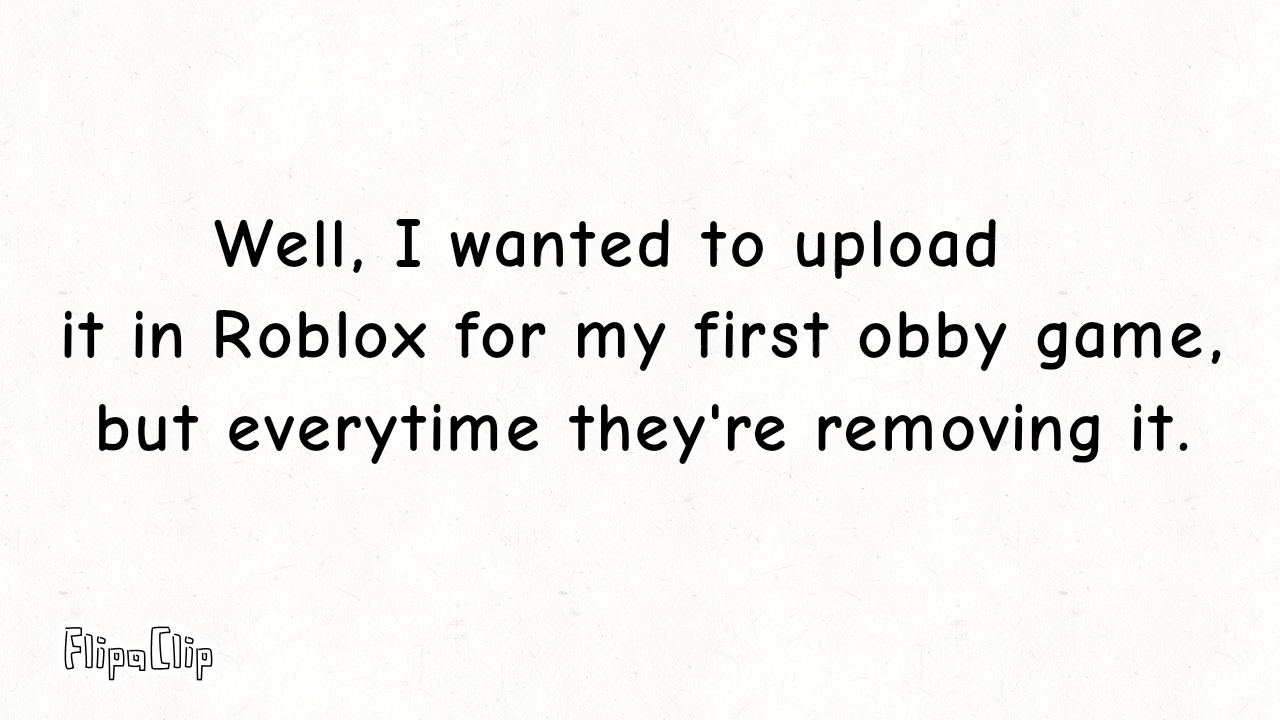 Well, I wanted to upload
it in Roblox for my first obby game,
but everytime they're removing it.
FlipaClip